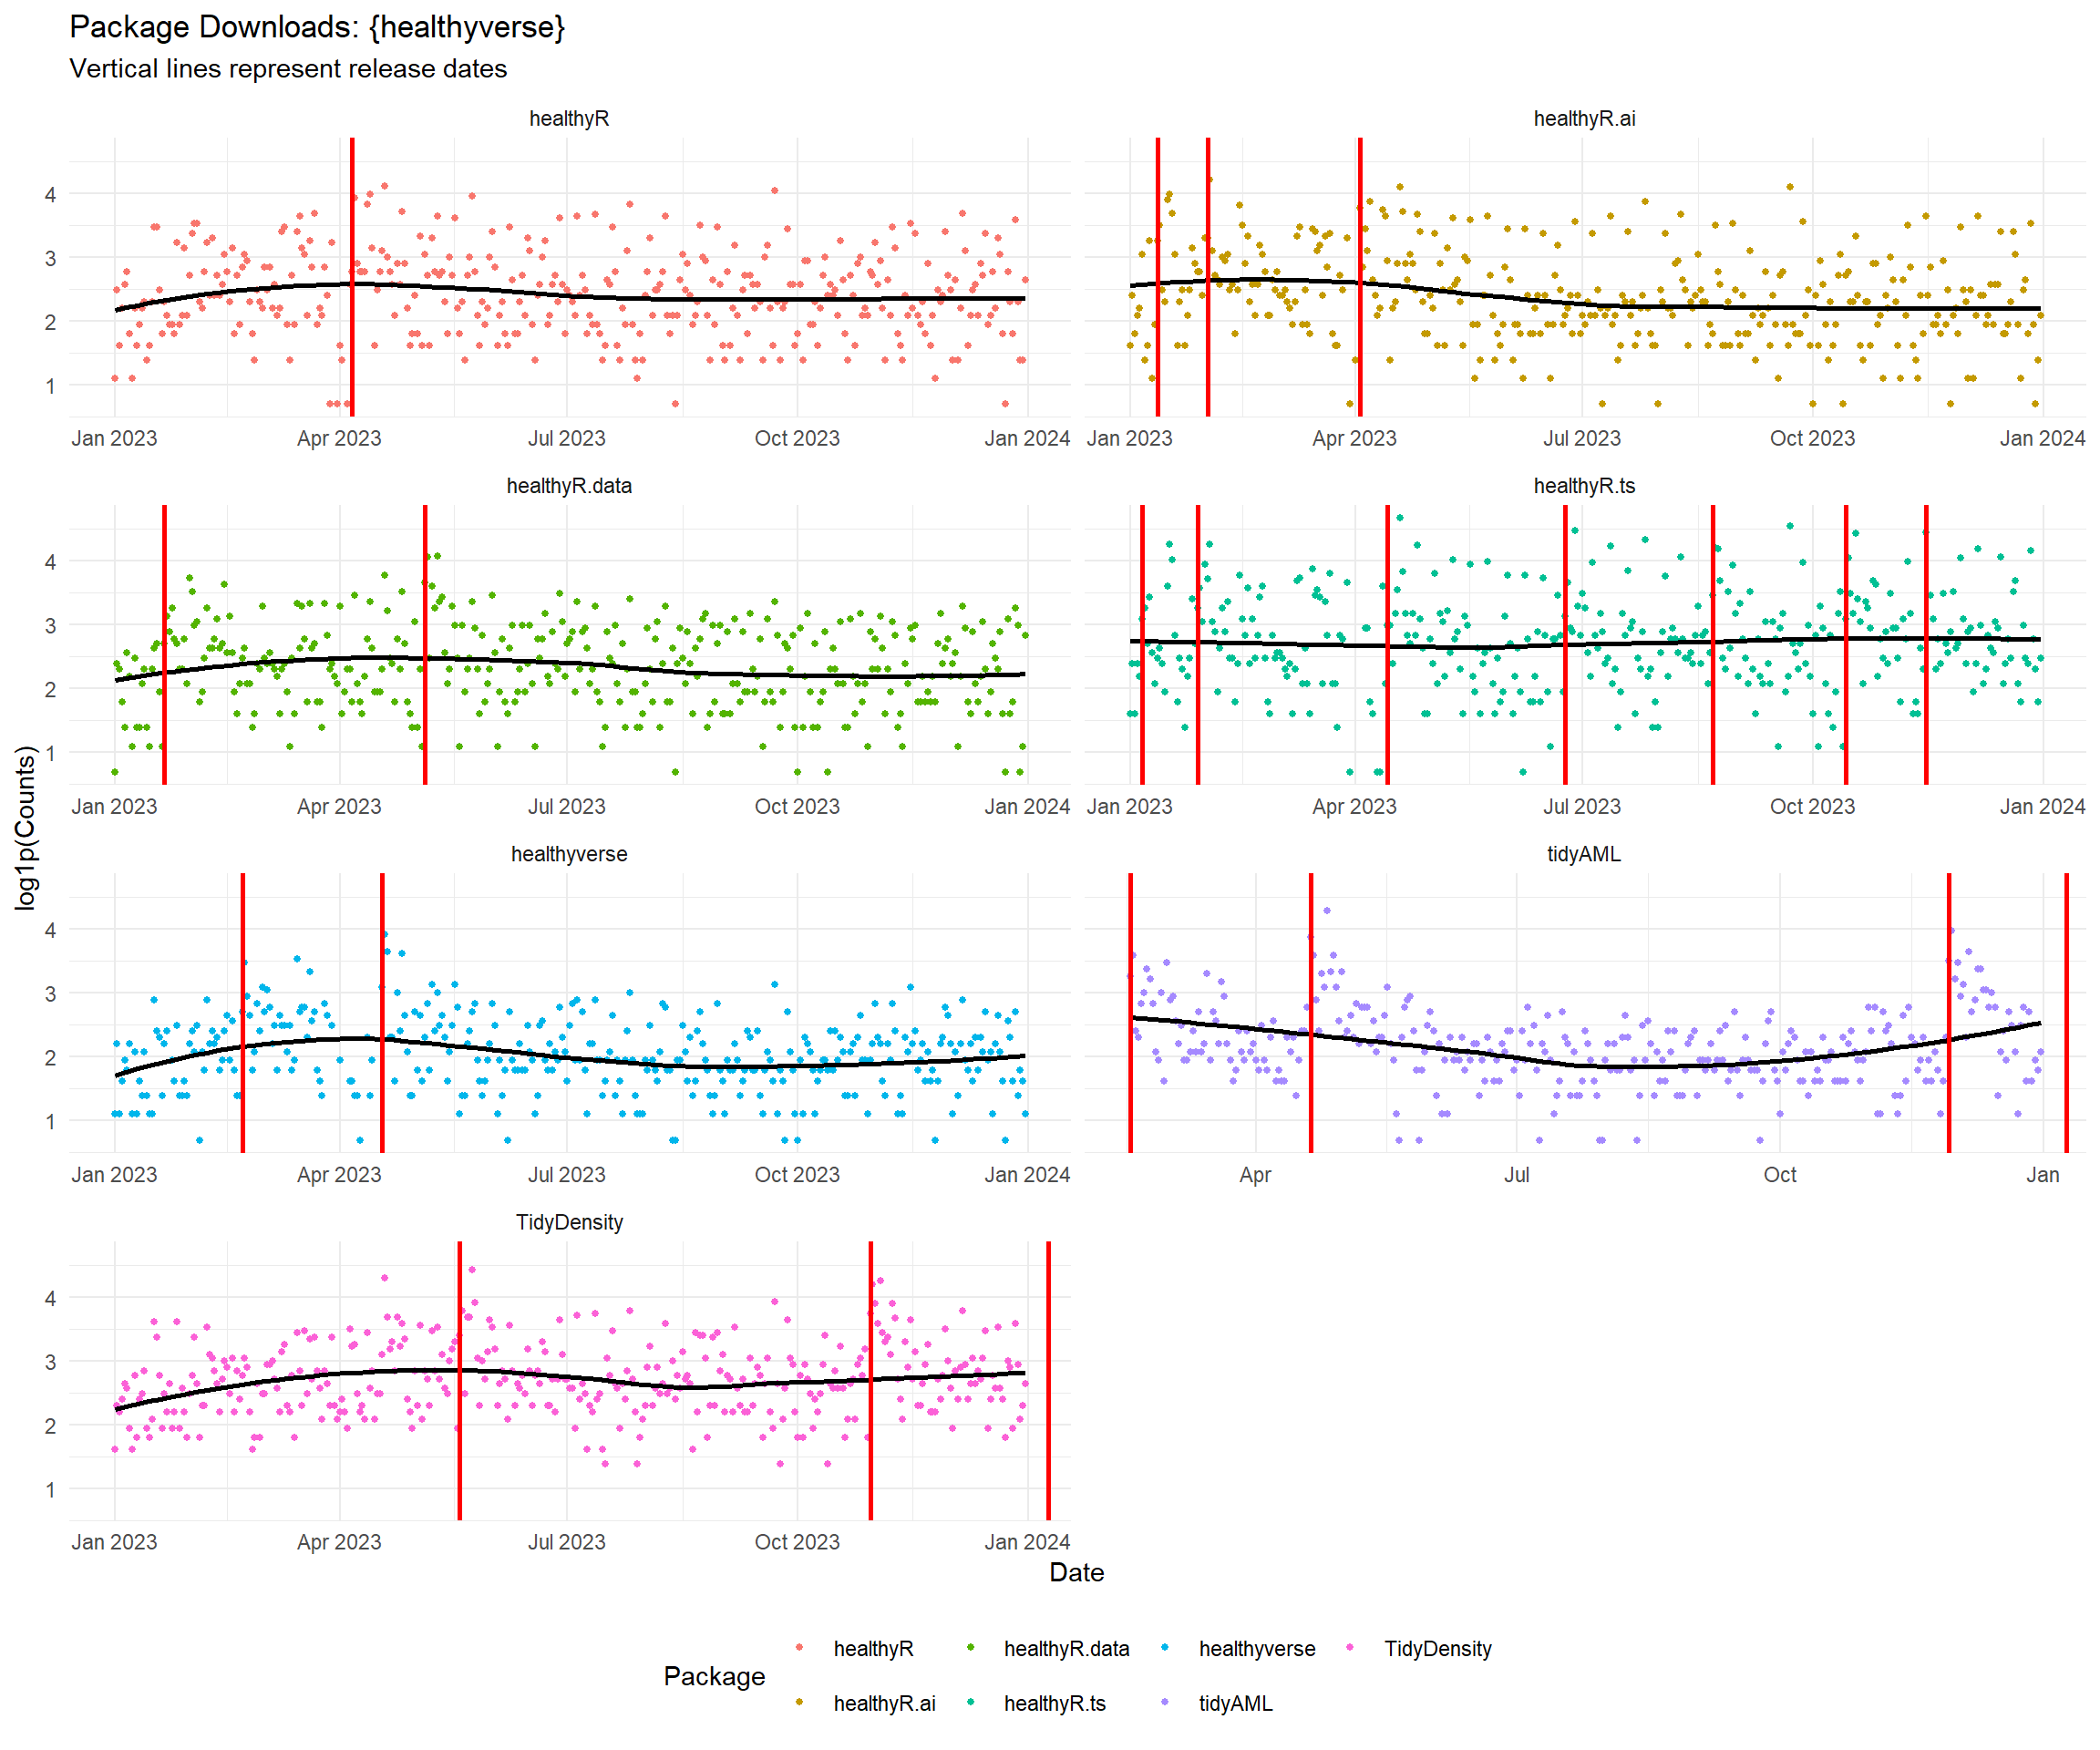 Package Downloads: {healthyverse}
Vertical lines represent release dates
healthyR
healthyR.ai
4
3
2
1
Jan 2023 Apr 2023 Jul 2023 Oct 2023 Jan 2024
Jan 2023 Apr 2023 Jul 2023 Oct 2023 Jan 2024
healthyR.data
healthyR.ts
4
3
2
1
Jan 2023 Apr 2023 Jul 2023 Oct 2023 Jan 2024
Jan 2023 Apr 2023 Jul 2023 Oct 2023 Jan 2024
log1p(Counts)
healthyverse
tidyAML
4
3
2
1
Jan 2023 Apr 2023 Jul 2023 Oct 2023 Jan 2024
Apr Jul Oct Jan
TidyDensity
4
3
2
1
Jan 2023 Apr 2023 Jul 2023 Oct 2023 Jan 2024
Date
Package
healthyR healthyR.data healthyverse TidyDensity
healthyR.ai healthyR.ts tidyAML